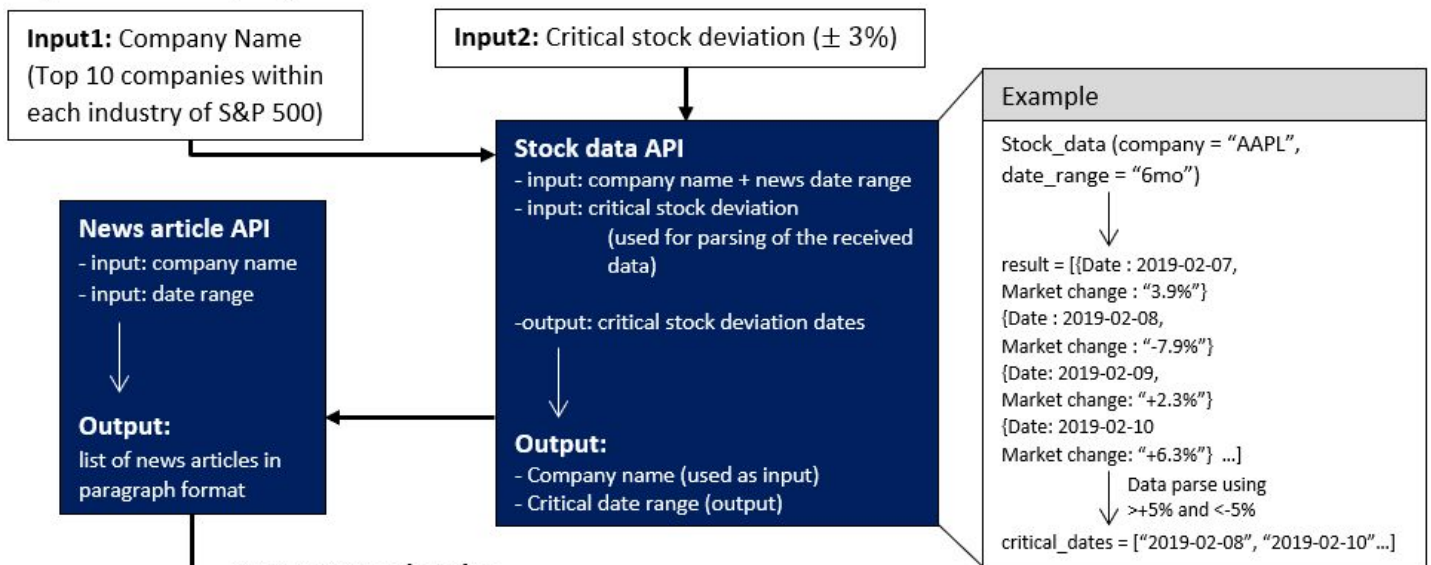 Input1: Company Name
(Top 10 companies within
each industry of S&P 500)
Input2: Critical stock deviation (± 3%)
Stock data API
- input: company name + news date range
- input: critical stock deviation
(used for parsing of the received
data)
-output: critical stock deviation dates
Output:
- Company name (used as input)
- Critical date range (output)
News article API
- input: company name
- input: date range
Output:
list of news articles in
paragraph format
Example
Stock_data (company = “AAPL”,
date_range = “6mo”)
result = [{Date : 2019-02-07,
Market change : “3.9%”}
{Date : 2019-02-08,
Market change : “-7.9%”}
{Date: 2019-02-09,
Market change: “+2.3%”}
{Date: 2019-02-10
Market change: “+6.3%”} ...]
Data parse using
>+5% and <-5%
critical_dates = [“2019-02-08”, “2019-02-10”...]